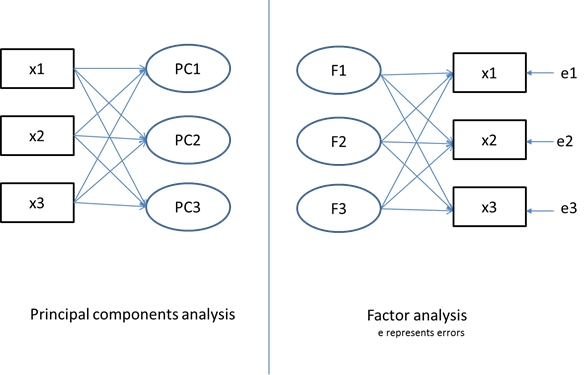 x1
x2
x3
PC1
PC2
PC3
Principal components analysis
F1
F2
F3
x1
x2
x3
e1
e2
e3
Factor analysis
e represents errors